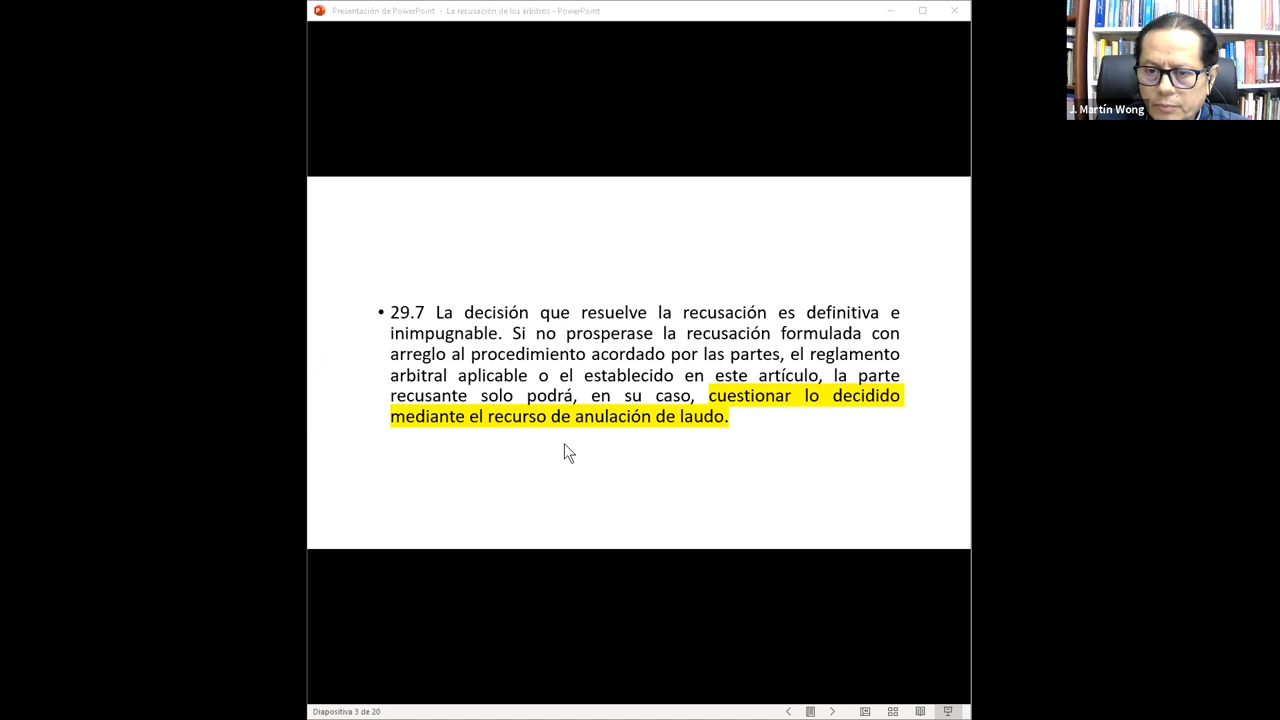 Presentación de PowerPoint - La recusación de los árbitros - PowerPoint
J. Martín Wong
• 29.7 La decisión que resuelve la recusación es definitiva e
inimpugnable. Si no prosperase la recusación formulada con
arreglo al procedimiento acordado por las partes, el reglamento
arbitral aplicable o el establecido en este artículo, la parte
recusante solo podrá, en su caso, cuestionar lo decidido
mediante el recurso de anulación de laudo.
Diapositiva 3 de 20